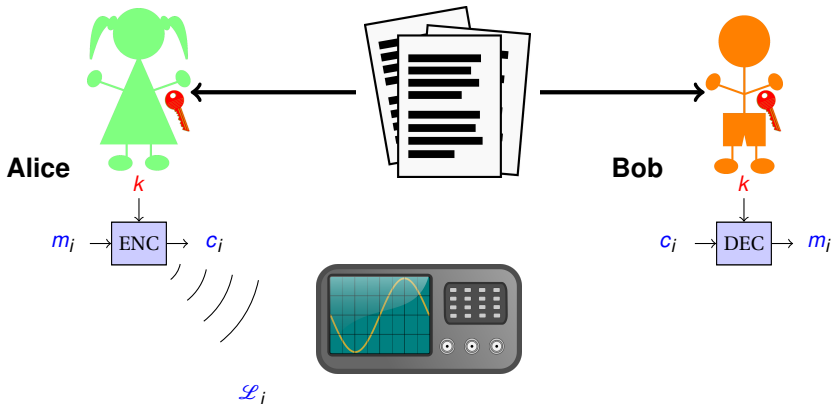 Alice
Bob
k
k
m_i ENC c_i
c_i DEC m_i
ℒ_i